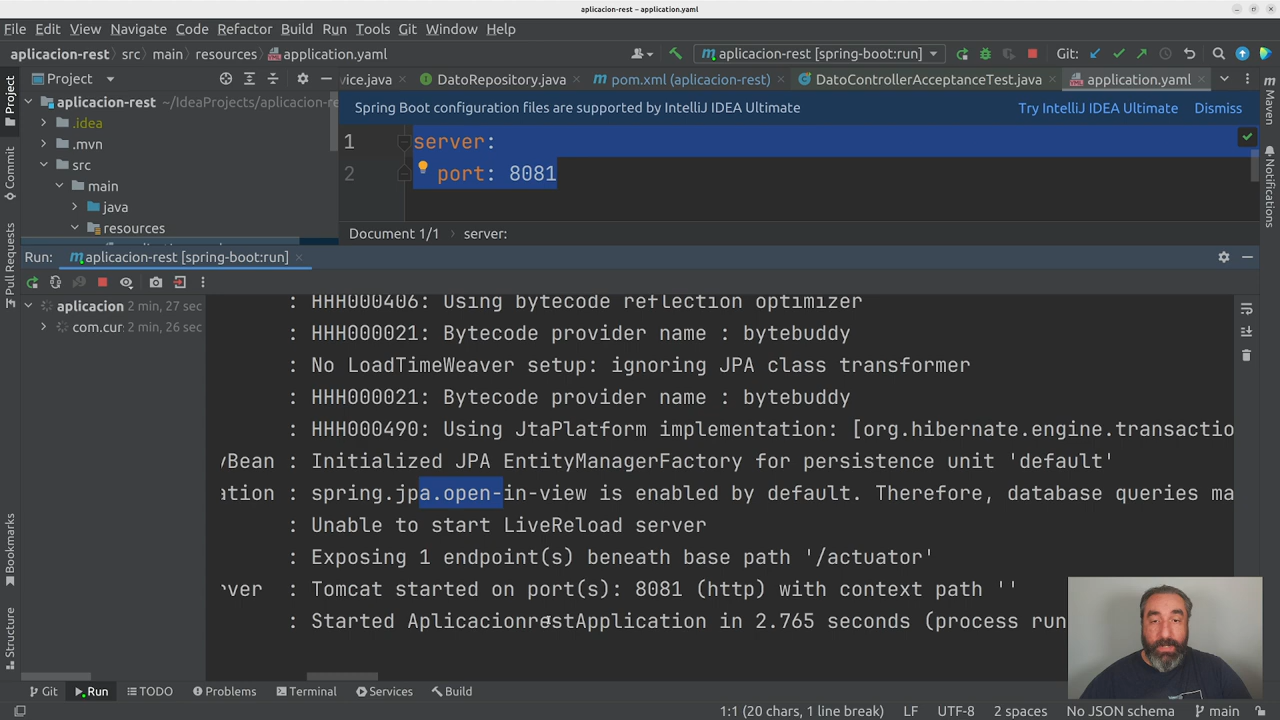 aplicacion-rest – application.yaml
File Edit View Navigate Code Refactor Build Run Tools Git Window Help
aplicacion-rest src main resources application.yaml
aplicacion-rest [spring-boot:run]
Git:
Project
vice.java DatoRepository.java pom.xml (aplicacion-rest) DatoControllerAcceptanceTest.java application.yaml
aplicacion-rest ~/IdeaProjects/aplicacion-re
.idea
.mvn
src
main
java
resources
Spring Boot configuration files are supported by IntelliJ IDEA Ultimate Try IntelliJ IDEA Ultimate Dismiss
1 server:
2 port: 8081
Document 1/1 server:
Project
Commit
Pull Requests
Bookmarks
Structure
Maven
Notifications
Run: aplicacion-rest [spring-boot:run]
aplicacion 2 min, 27 sec
com.cur 2 min, 26 sec
: HHH000406: Using bytecode reflection optimizer
: HHH000021: Bytecode provider name : bytebuddy
: No LoadTimeWeaver setup: ignoring JPA class transformer
: HHH000021: Bytecode provider name : bytebuddy
: HHH000490: Using JtaPlatform implementation: [org.hibernate.engine.transactio
yBean : Initialized JPA EntityManagerFactory for persistence unit 'default'
ation : spring.jpa.open-in-view is enabled by default. Therefore, database queries ma
: Unable to start LiveReload server
: Exposing 1 endpoint(s) beneath base path '/actuator'
rver : Tomcat started on port(s): 8081 (http) with context path ''
: Started AplicacionrestApplication in 2.765 seconds (process run
Git Run TODO Problems Terminal Services Build
1:1 (20 chars, 1 line break) LF UTF-8 2 spaces No JSON schema main